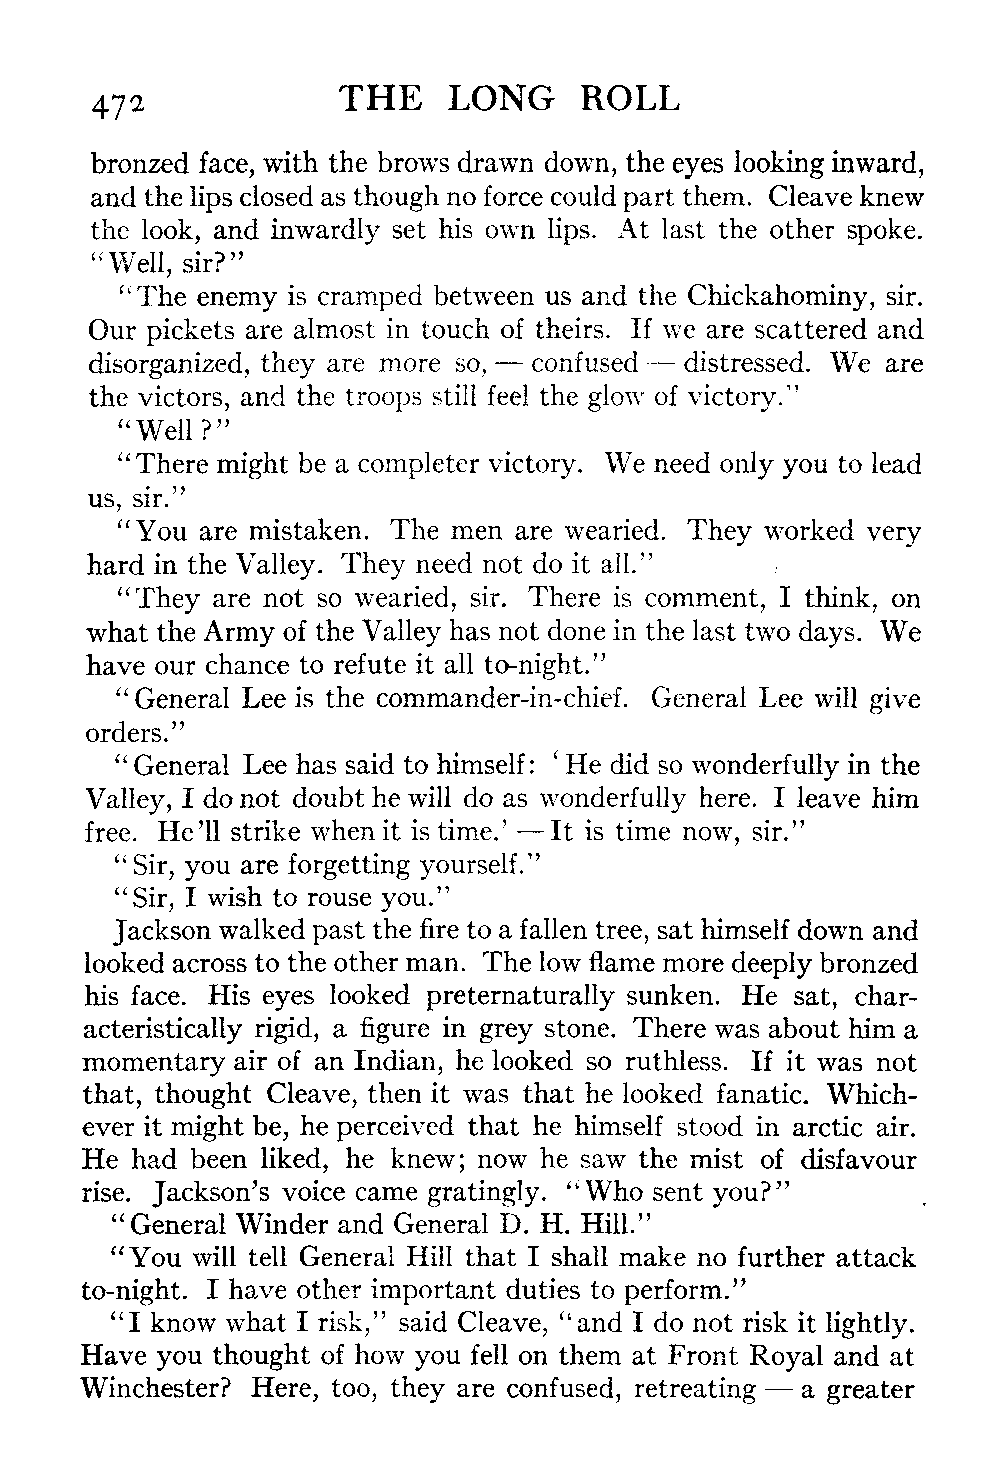 472 THE LONG ROLL
bronzed face, with the brows drawn down, the eyes looking inward,
and the lips closed as though no force could part them. Cleave knew
the look, and inwardly set his own lips. At last the other spoke.
“Well, sir?”
“The enemy is cramped between us and the Chickahominy, sir.
Our pickets are almost in touch of theirs. If we are scattered and
disorganized, they are more so, — confused — distressed. We are
the victors, and the troops still feel the glow of victory.”
“Well?”
“There might be a completer victory. We need only you to lead
us, sir.”
“You are mistaken. The men are wearied. They worked very
hard in the Valley. They need not do it all.”
“They are not so wearied, sir. There is comment, I think, on
what the Army of the Valley has not done in the last two days. We
have our chance to refute it all to-night.”
“General Lee is the commander-in-chief. General Lee will give
orders.”
“General Lee has said to himself: ‘He did so wonderfully in the
Valley, I do not doubt he will do as wonderfully here. I leave him
free. He’ll strike when it is time.’ — It is time now, sir.”
“Sir, you are forgetting yourself.”
“Sir, I wish to rouse you.”
Jackson walked past the fire to a fallen tree, sat himself down and
looked across to the other man. The low flame more deeply bronzed
his face. His eyes looked preternaturally sunken. He sat, char-
acteristically rigid, a figure in grey stone. There was about him a
momentary air of an Indian, he looked so ruthless. If it was not
that, thought Cleave, then it was that he looked fanatic. Which-
ever it might be, he perceived that he himself stood in arctic air.
He had been liked, he knew; now he saw the mist of disfavour
rise. Jackson’s voice came gratingly. “Who sent you?”
“General Winder and General D. H. Hill.”
“You will tell General Hill that I shall make no further attack
to-night. I have other important duties to perform.”
“I know what I risk,” said Cleave, “and I do not risk it lightly.
Have you thought of how you fell on them at Front Royal and at
Winchester? Here, too, they are confused, retreating — a greater